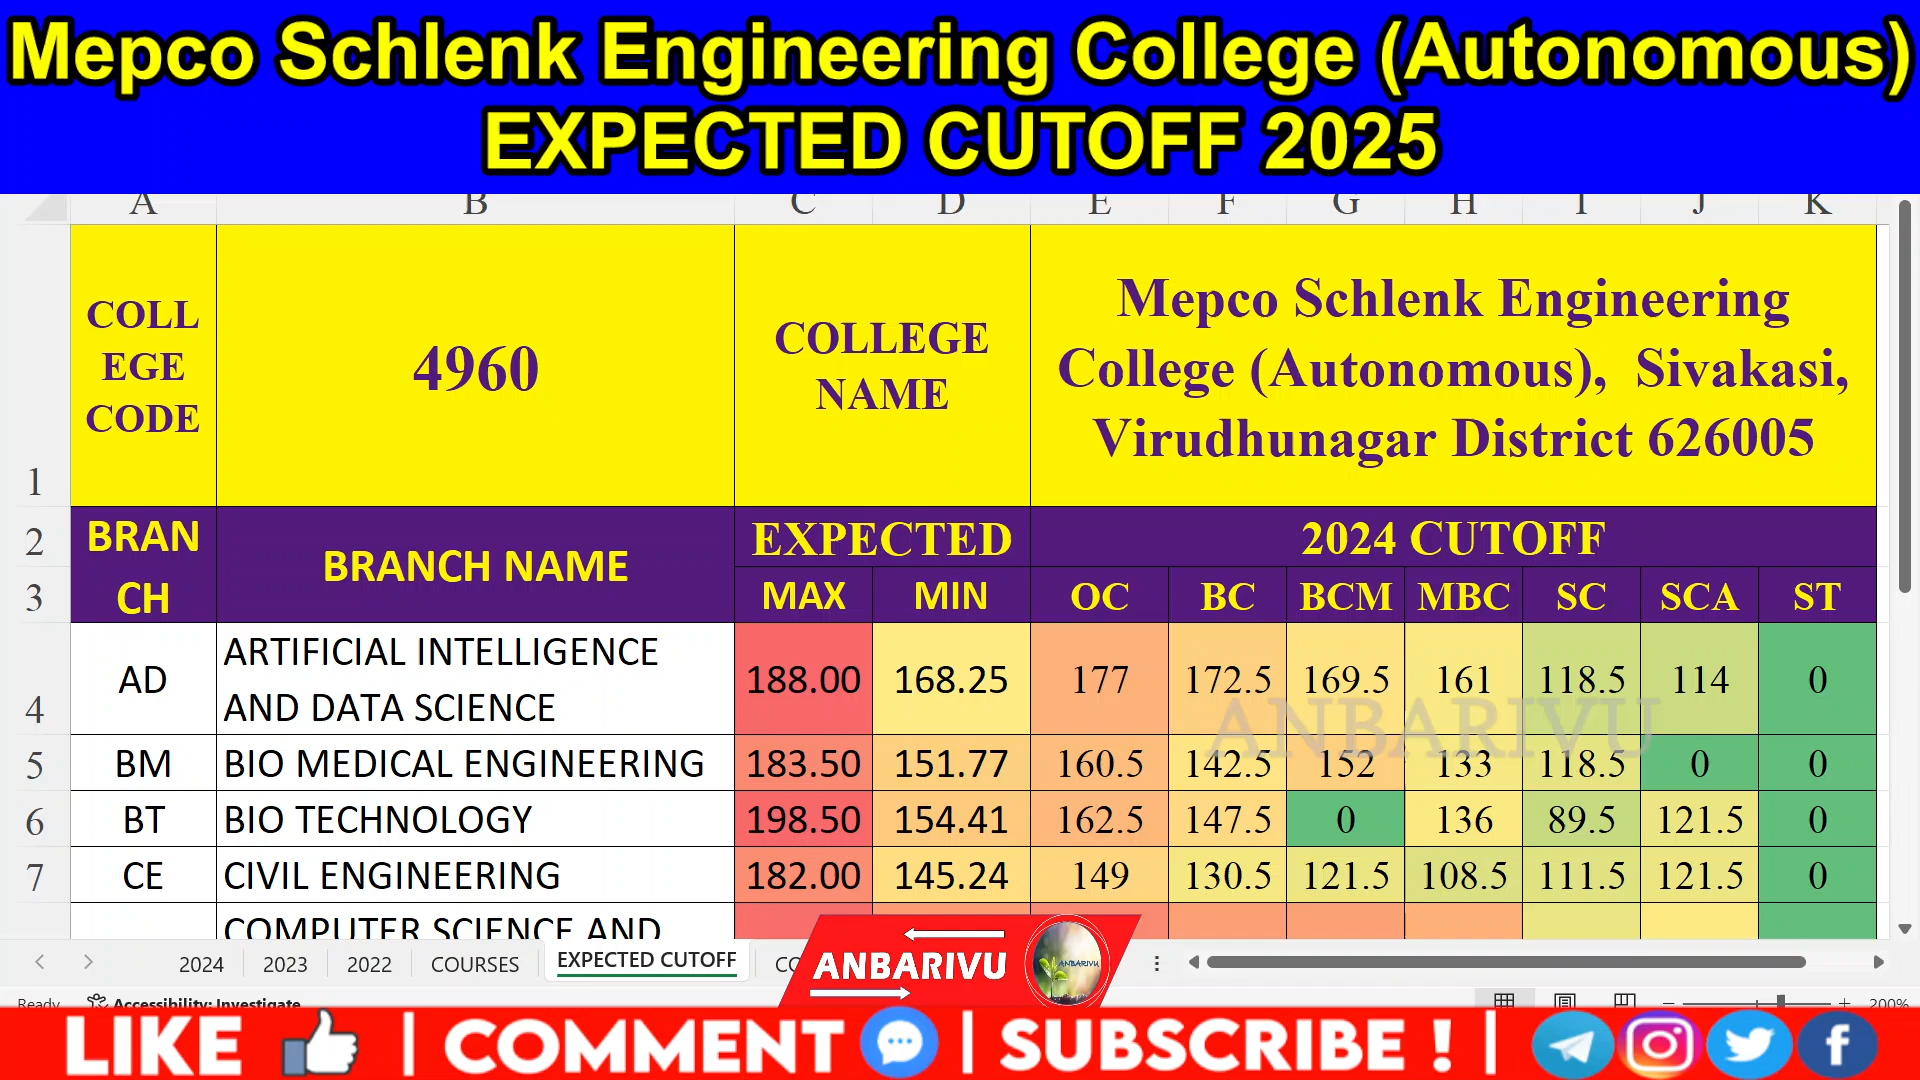 Mepco Schlenk Engineering College (Autonomous)
EXPECTED CUTOFF 2025
A B C D E F G H I J K
COLL
EGE
CODE
4960
COLLEGE
NAME
Mepco Schlenk Engineering
College (Autonomous), Sivakasi,
Virudhunagar District 626005
1
2 BRAN
CH
BRANCH NAME
EXPECTED 2024 CUTOFF
3 MAX MIN OC BC BCM MBC SC SCA ST
4 AD ARTIFICIAL INTELLIGENCE
AND DATA SCIENCE
188.00 168.25 177 172.5 169.5 161 118.5 114 0
ANBARIVU
5 BM BIO MEDICAL ENGINEERING 183.50 151.77 160.5 142.5 152 133 118.5 0 0
6 BT BIO TECHNOLOGY 198.50 154.41 162.5 147.5 0 136 89.5 121.5 0
7 CE CIVIL ENGINEERING 182.00 145.24 149 130.5 121.5 108.5 111.5 121.5 0
COMPUTER SCIENCE AND
2024 2023 2022 COURSES EXPECTED CUTOFF
ANBARIVU
ANBARIVU
Ready Accessibility: Investigate 200%
LIKE | COMMENT | SUBSCRIBE ! |